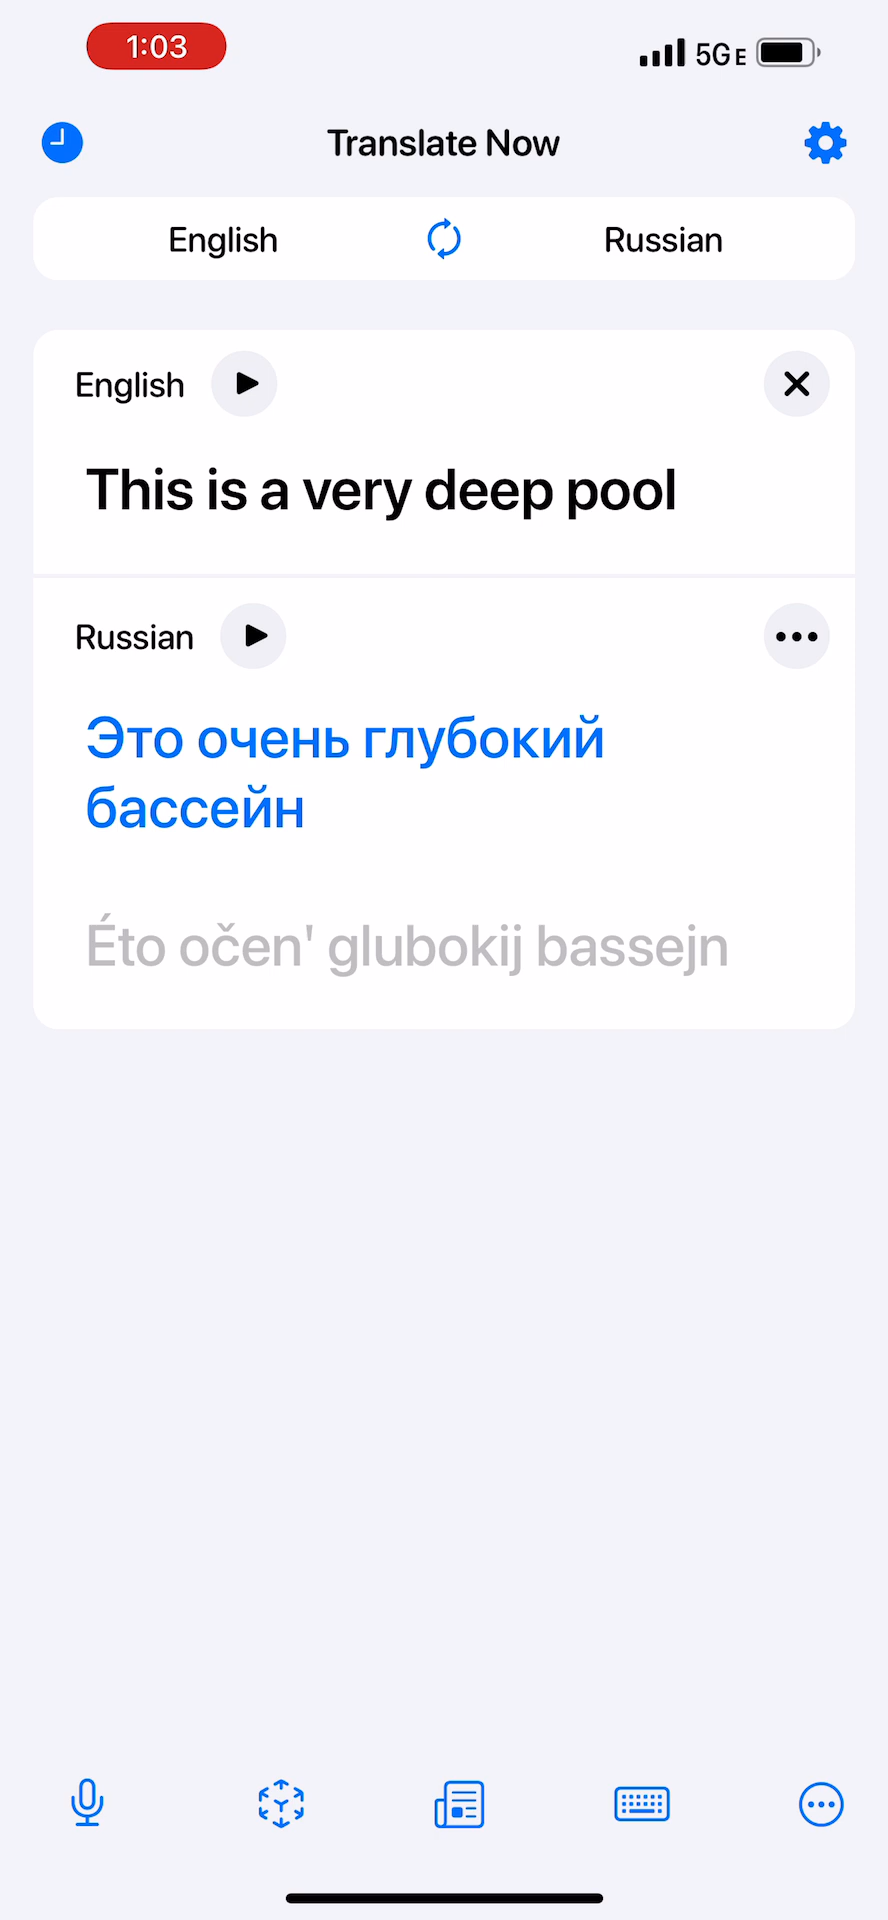 1:03
5GE
Translate Now
English
Russian
English
This is a very deep pool
Russian
Это очень глубокий
бассейн
Éto očen' glubokij bassejn